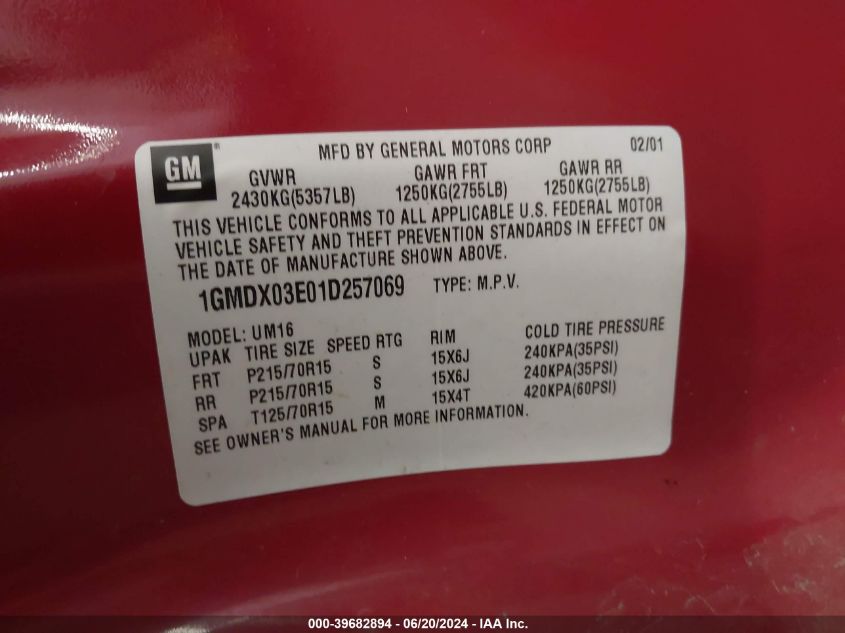 GM®
MFD BY GENERAL MOTORS CORP 02/01
GVWR GAWR FRT GAWR RR
2430KG(5357LB) 1250KG(2755LB) 1250KG(2755LB)
THIS VEHICLE CONFORMS TO ALL APPLICABLE U.S. FEDERAL MOTOR
VEHICLE SAFETY AND THEFT PREVENTION STANDARDS IN EFFECT ON
THE DATE OF MANUFACTURE SHOWN ABOVE.
1GMDX03E01D257069 TYPE: M.P.V.
MODEL: UM16
UPAK TIRE SIZE SPEED RTG RIM COLD TIRE PRESSURE
FRT P215/70R15 S 15X6J 240KPA(35PSI)
RR P215/70R15 S 15X6J 240KPA(35PSI)
SPA T125/70R15 M 15X4T 420KPA(60PSI)
SEE OWNER'S MANUAL FOR MORE INFORMATION.
000-39682894 - 06/20/2024 - IAA Inc.